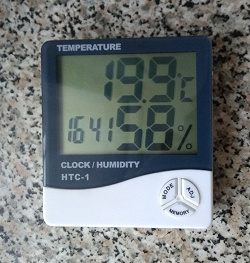 TEMPERATURE
19.9°C
16:41 58%
CLOCK / HUMIDITY
HTC-1
MODE ADJ
MEMORY